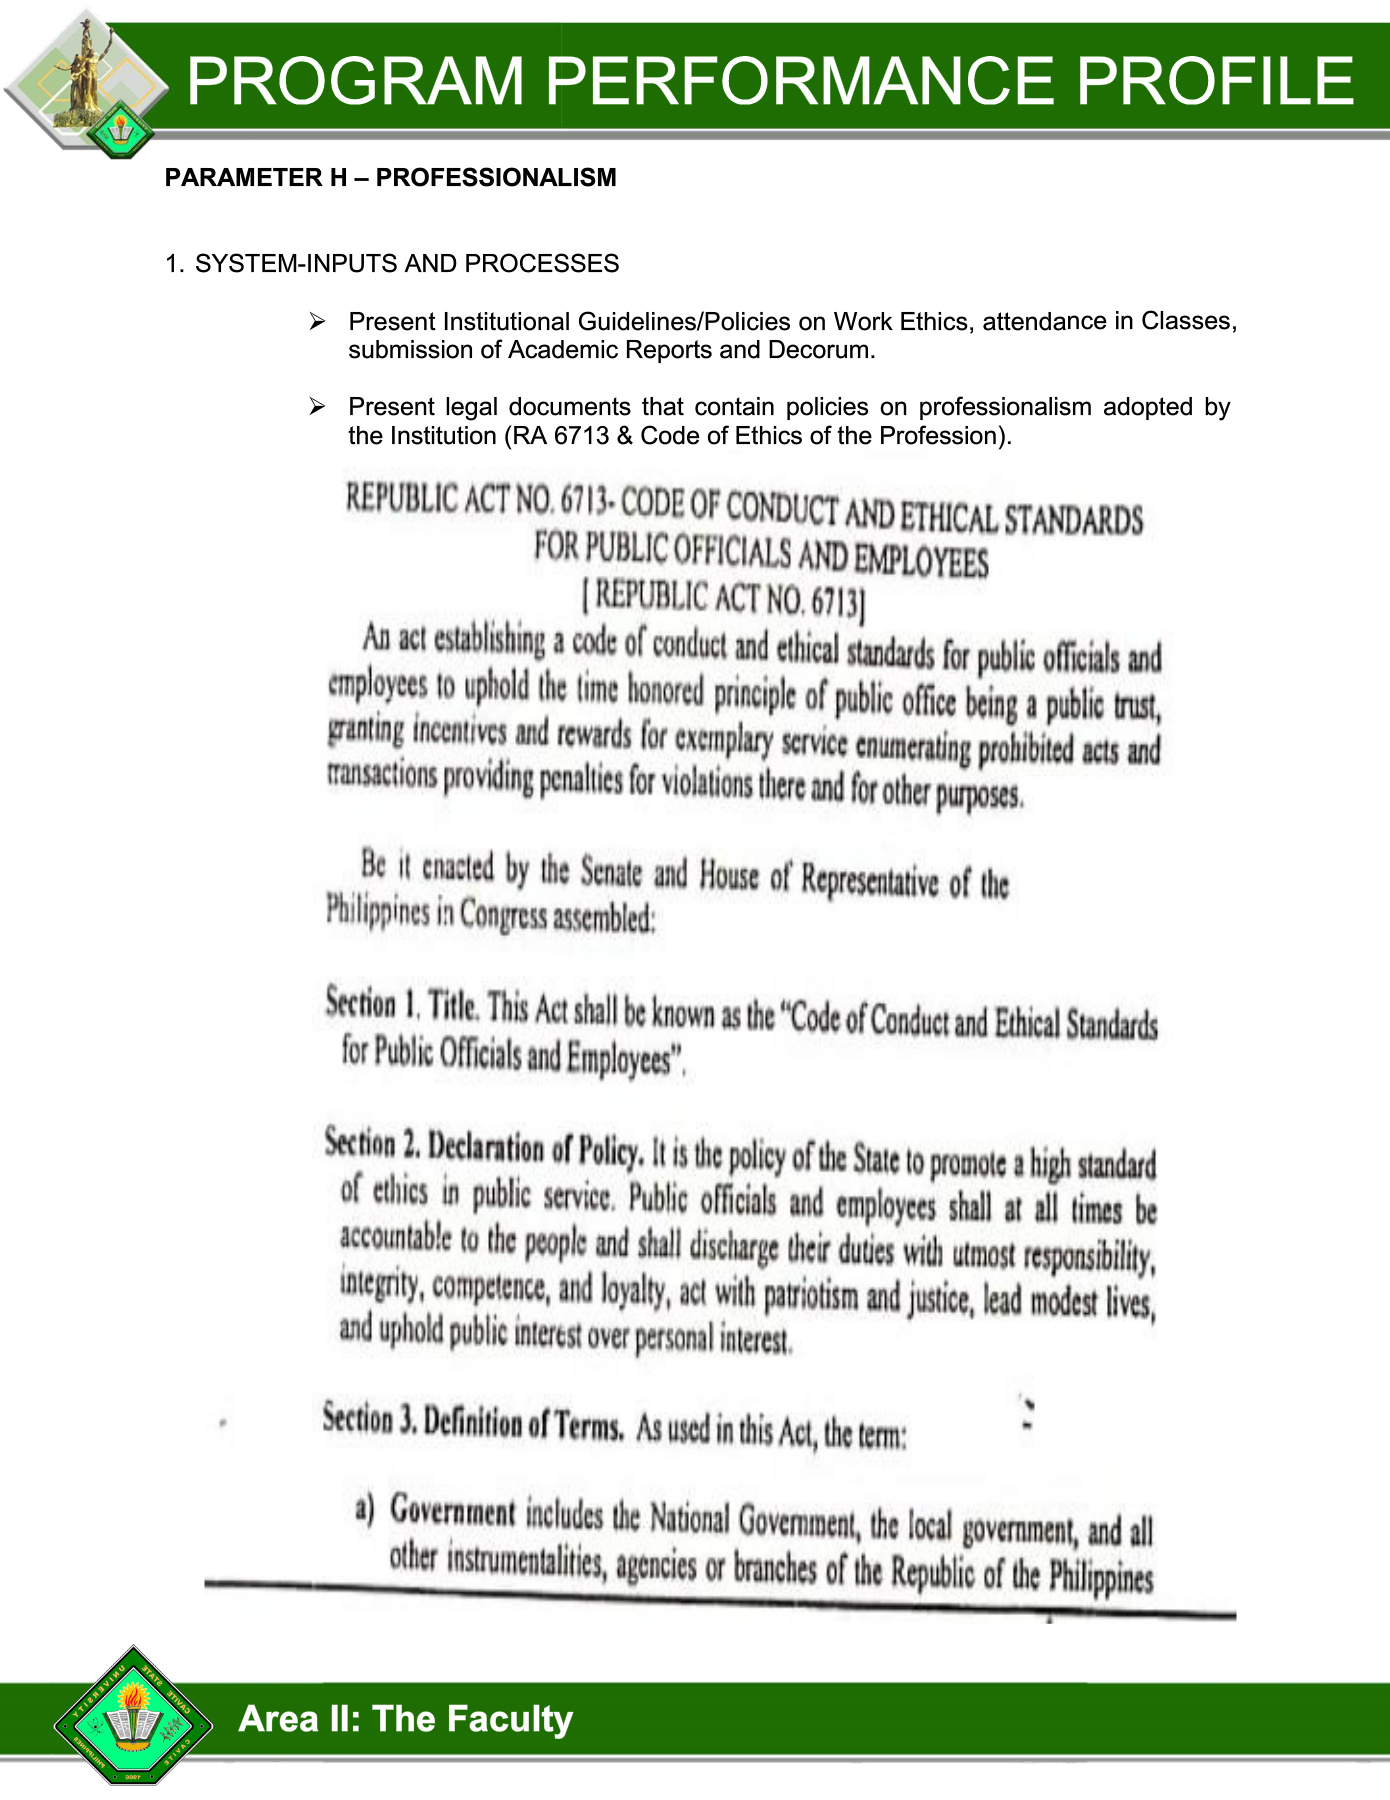 PROGRAM PERFORMANCE PROFILE
PARAMETER H – PROFESSIONALISM
1. SYSTEM-INPUTS AND PROCESSES
➢ Present Institutional Guidelines/Policies on Work Ethics, attendance in Classes,
submission of Academic Reports and Decorum.
➢ Present legal documents that contain policies on professionalism adopted by
the Institution (RA 6713 & Code of Ethics of the Profession).
REPUBLIC ACT NO. 6713- CODE OF CONDUCT AND ETHICAL STANDARDS
FOR PUBLIC OFFICIALS AND EMPLOYEES
[ REPUBLIC ACT NO. 6713]
An act establishing a code of conduct and ethical standards for public officials and
employees to uphold the time honored principle of public office being a public trust,
granting incentives and rewards for exemplary service enumerating prohibited acts and
transactions providing penalties for violations there and for other purposes.
Be it enacted by the Senate and House of Representative of the
Philippines in Congress assembled:
Section 1. Title. This Act shall be known as the “Code of Conduct and Ethical Standards
for Public Officials and Employees”.
Section 2. Declaration of Policy. It is the policy of the State to promote a high standard
of ethics in public service. Public officials and employees shall at all times be
accountable to the people and shall discharge their duties with utmost responsibility,
integrity, competence, and loyalty, act with patriotism and justice, lead modest lives,
and uphold public interest over personal interest.
Section 3. Definition of Terms. As used in this Act, the term:
a) Government includes the National Government, the local government, and all
other instrumentalities, agencies or branches of the Republic of the Philippines
CAVITE STATE UNIVERSITY
CAVITE
PHILIPPINES
1906
Area II: The Faculty